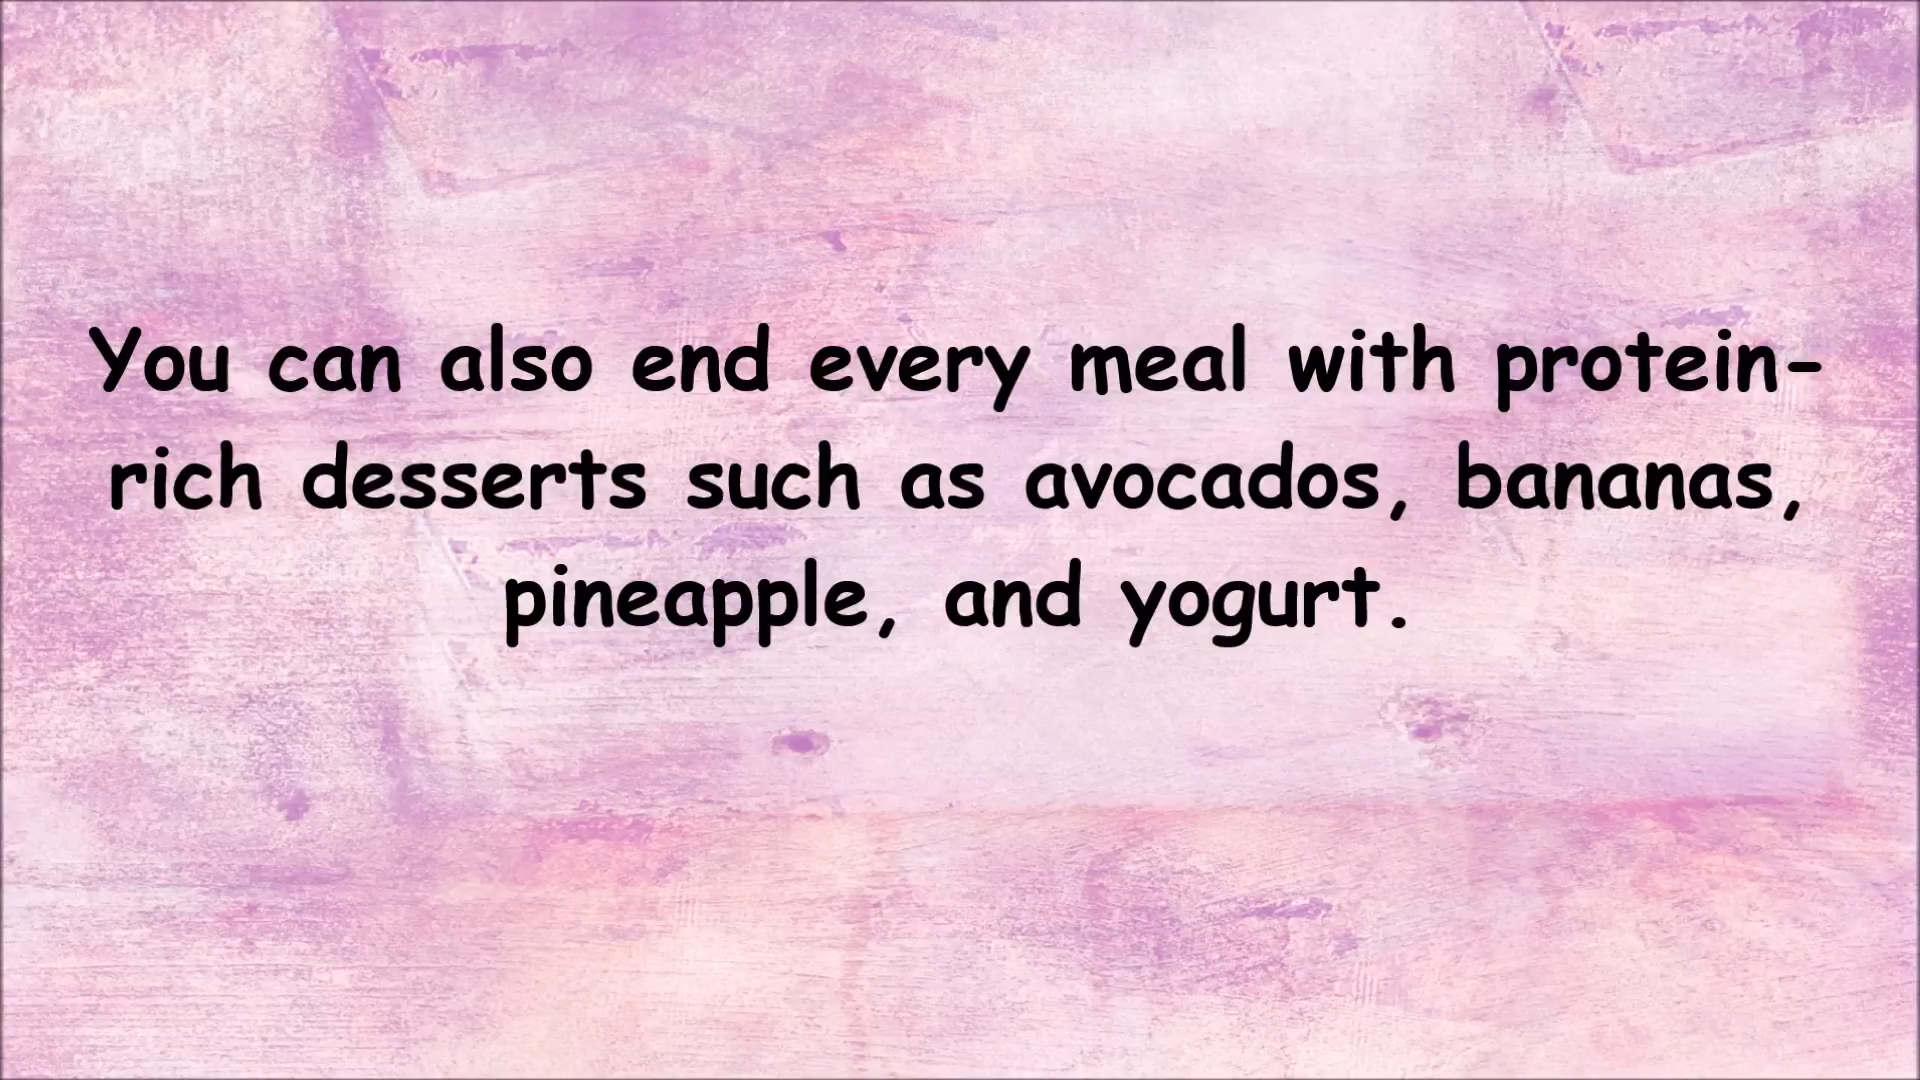 You can also end every meal with protein-
rich desserts such as avocados, bananas,
pineapple, and yogurt.